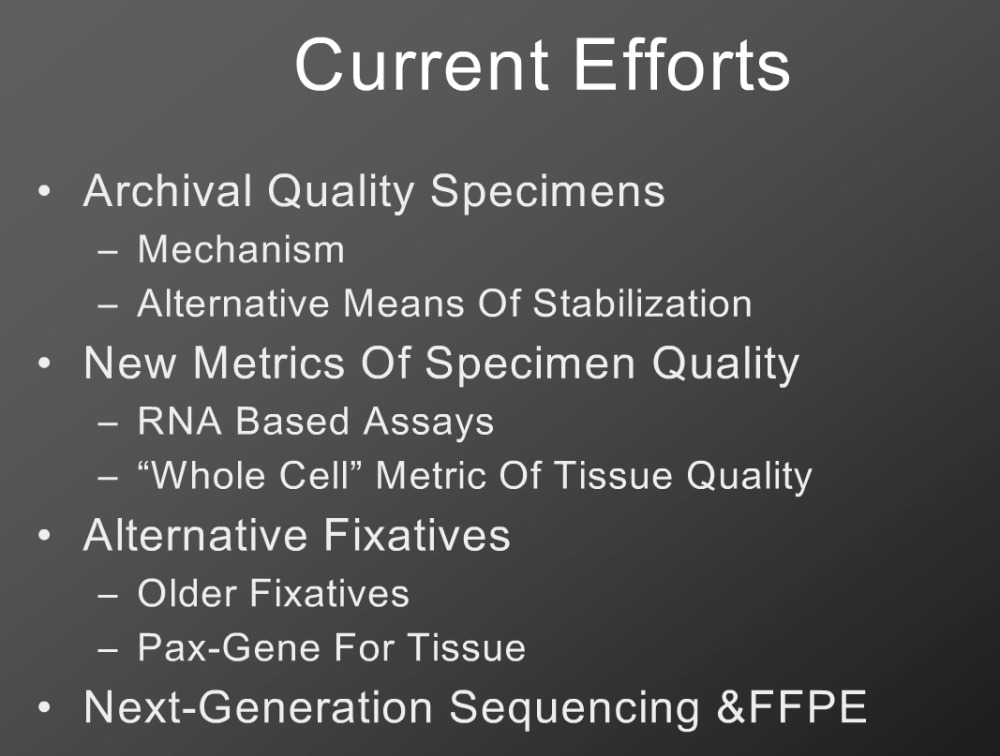 Current Efforts
• Archival Quality Specimens
– Mechanism
– Alternative Means Of Stabilization
• New Metrics Of Specimen Quality
– RNA Based Assays
– “Whole Cell” Metric Of Tissue Quality
• Alternative Fixatives
– Older Fixatives
– Pax-Gene For Tissue
• Next-Generation Sequencing &FFPE